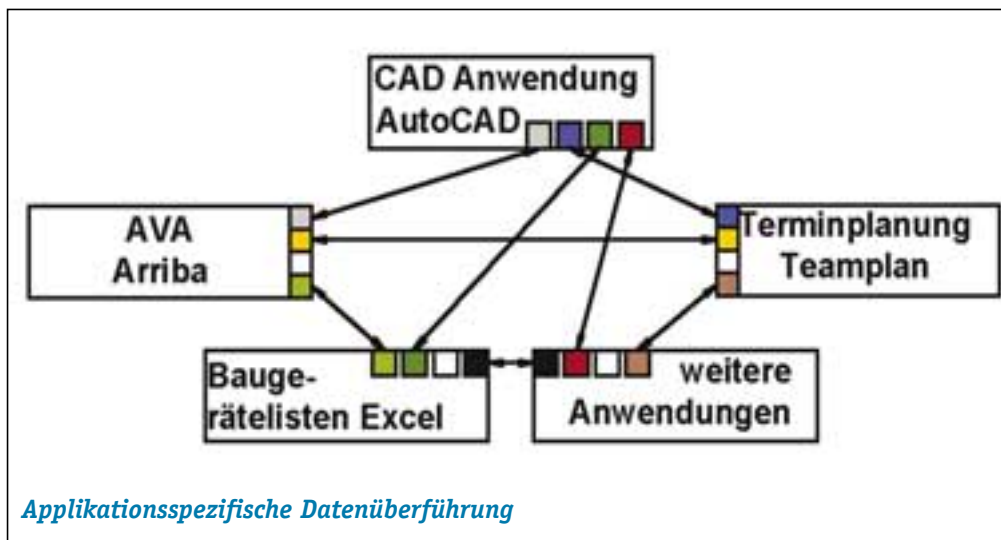 CAD Anwendung
AutoCAD
AVA
Arriba
Terminplanung
Teamplan
Bauge-
rätelisten Excel
weitere
Anwendungen
Applikationsspezifische Datenüberführung